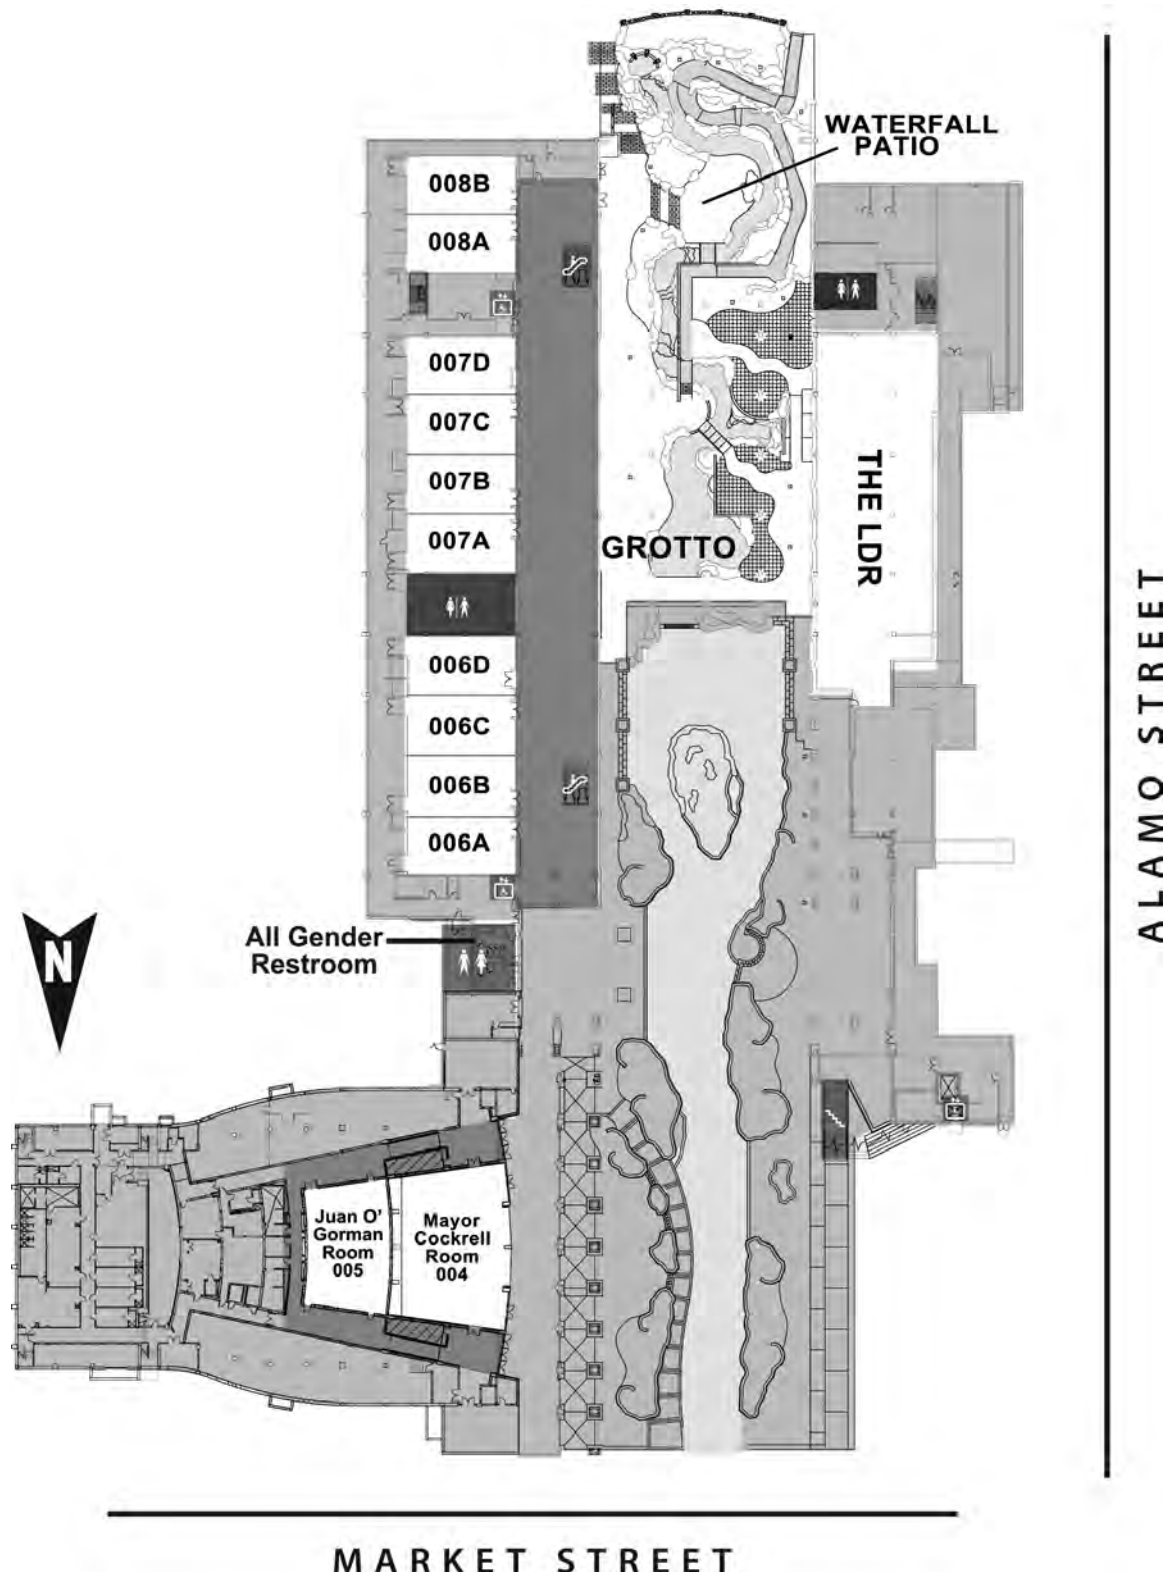 WATERFALL
PATIO
008B
008A
007D
007C
007B
007A
THE LDR
GROTTO
006D
006C
006B
006A
ALAMO STREET
All Gender
Restroom
N
Juan O'
Gorman
Room
005
Mayor
Cockrell
Room
004
MARKET STREET